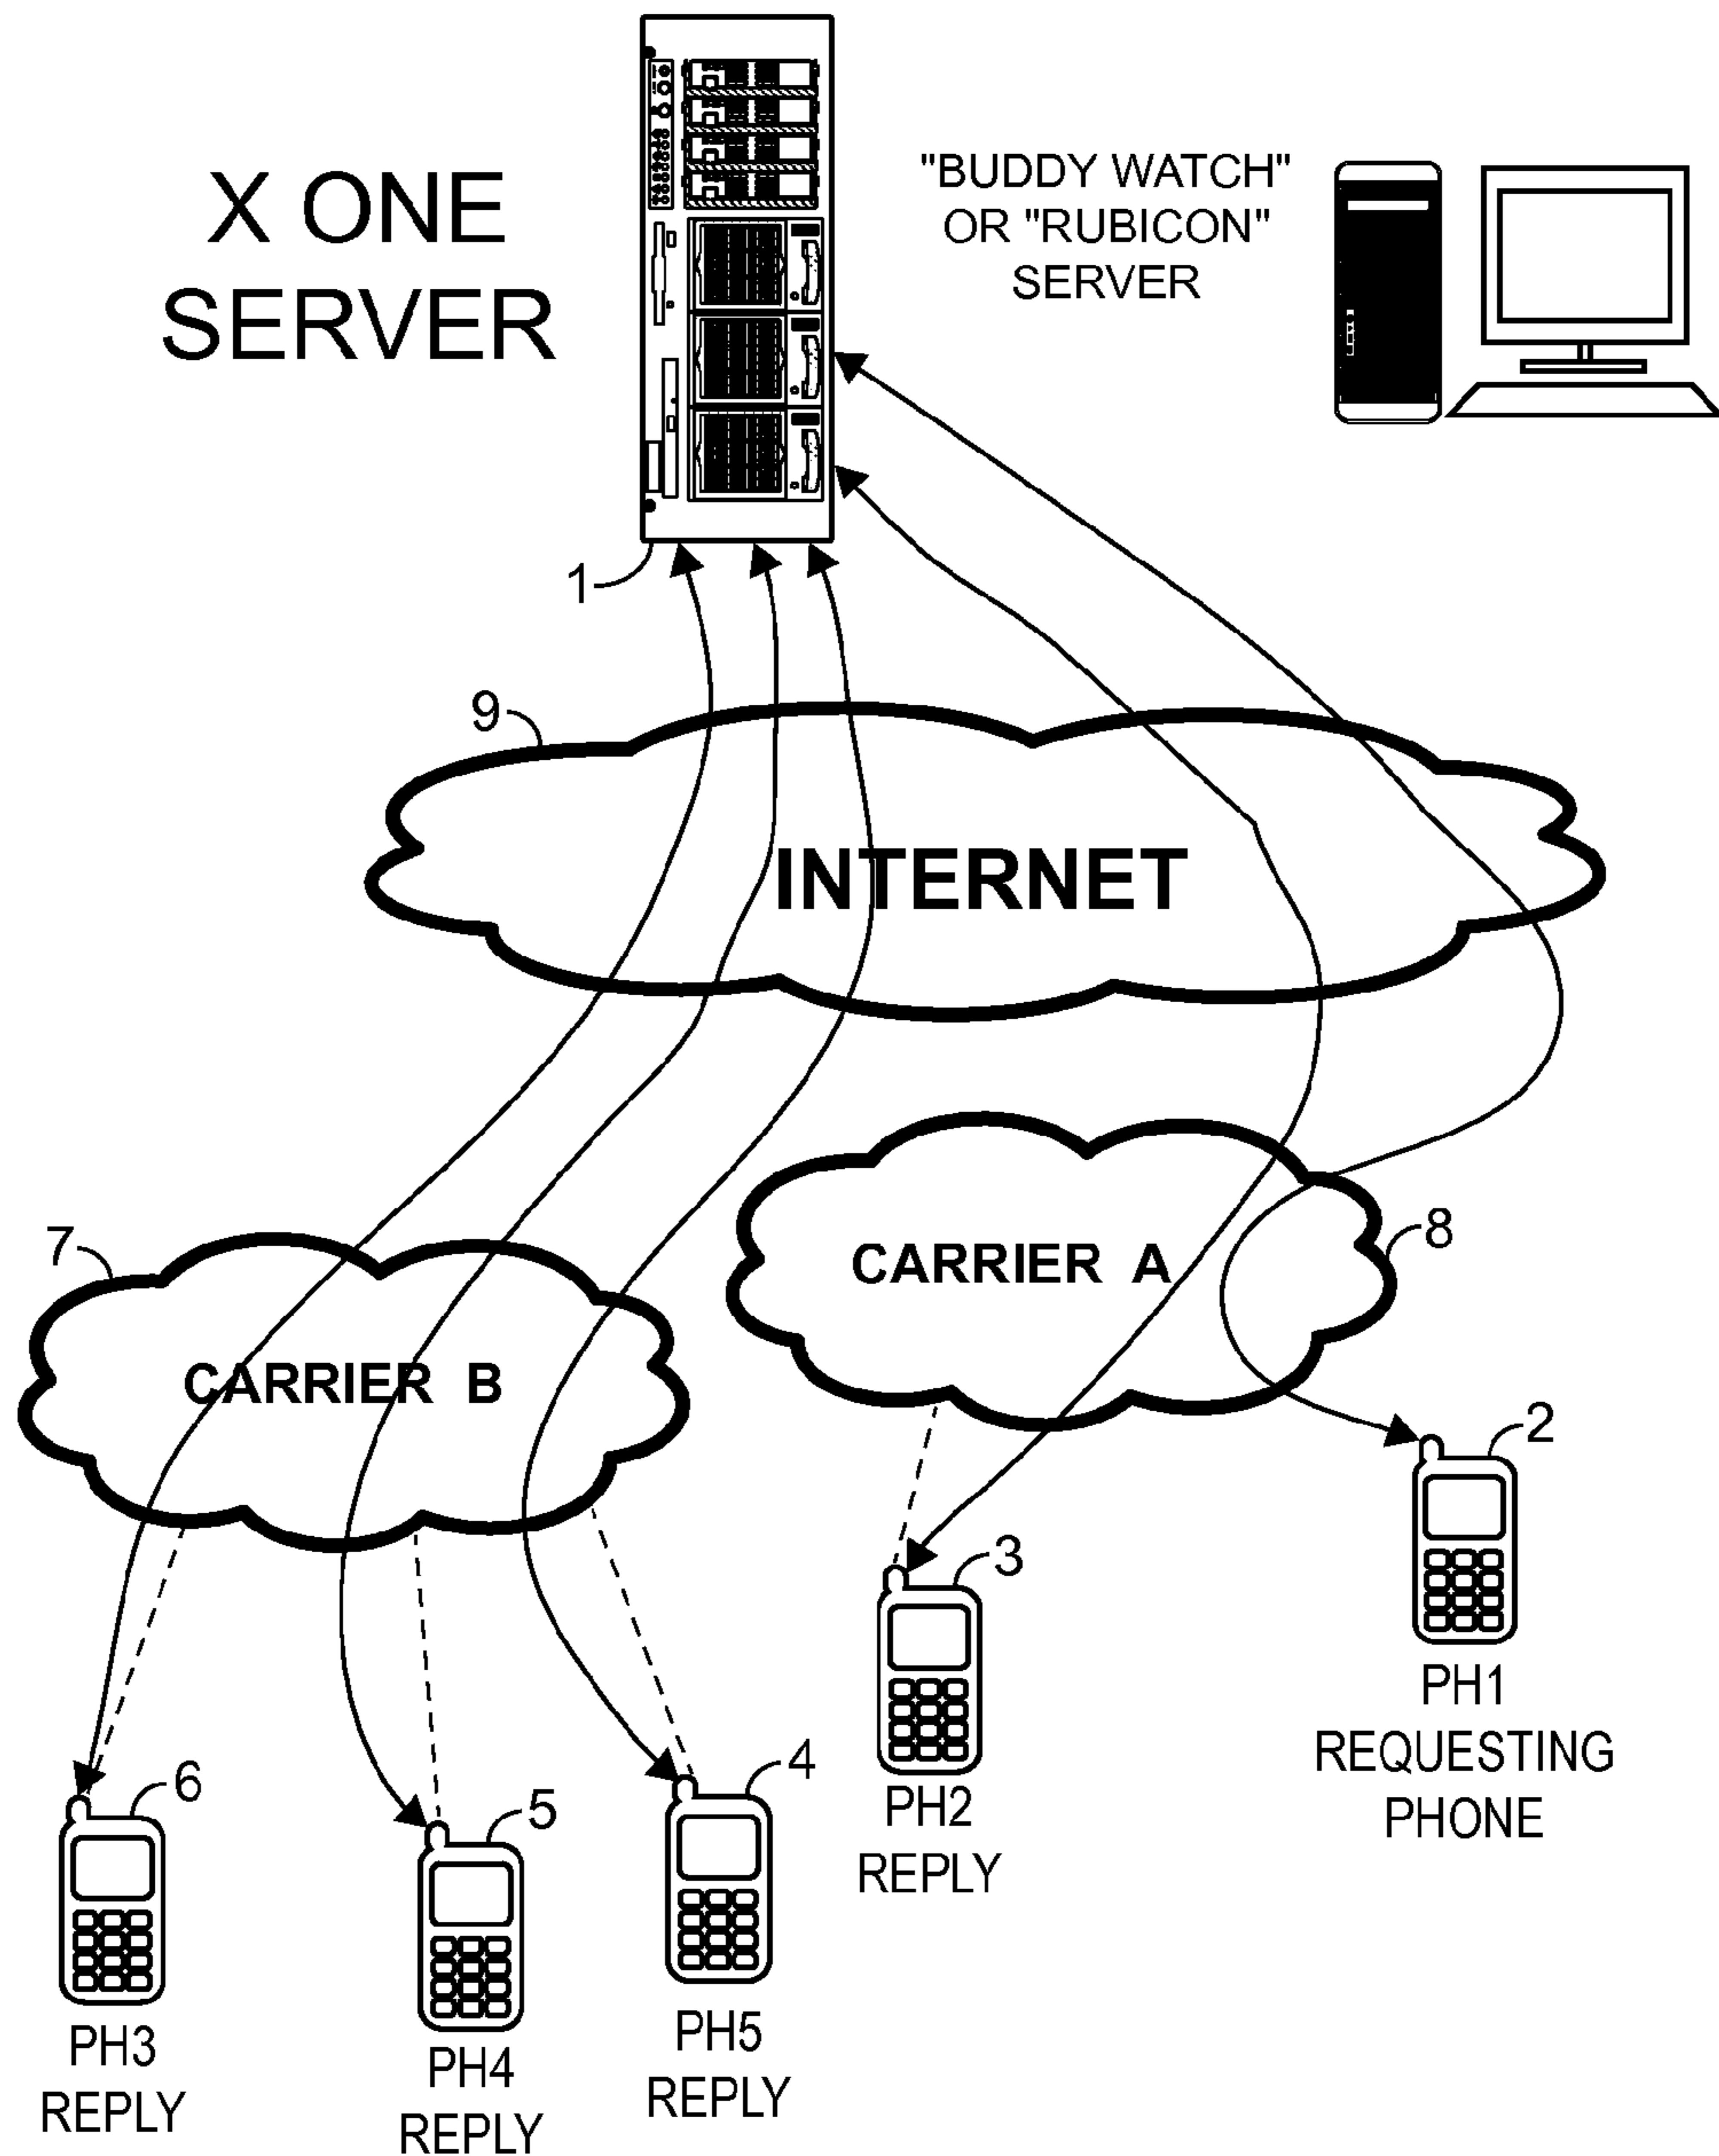 X ONE
SERVER
"BUDDY WATCH"
OR "RUBICON"
SERVER
1
9
INTERNET
7
CARRIER B
CARRIER A
8
2
PH1
REQUESTING
PHONE
3
PH2
REPLY
4
PH5
REPLY
5
PH4
REPLY
6
PH3
REPLY